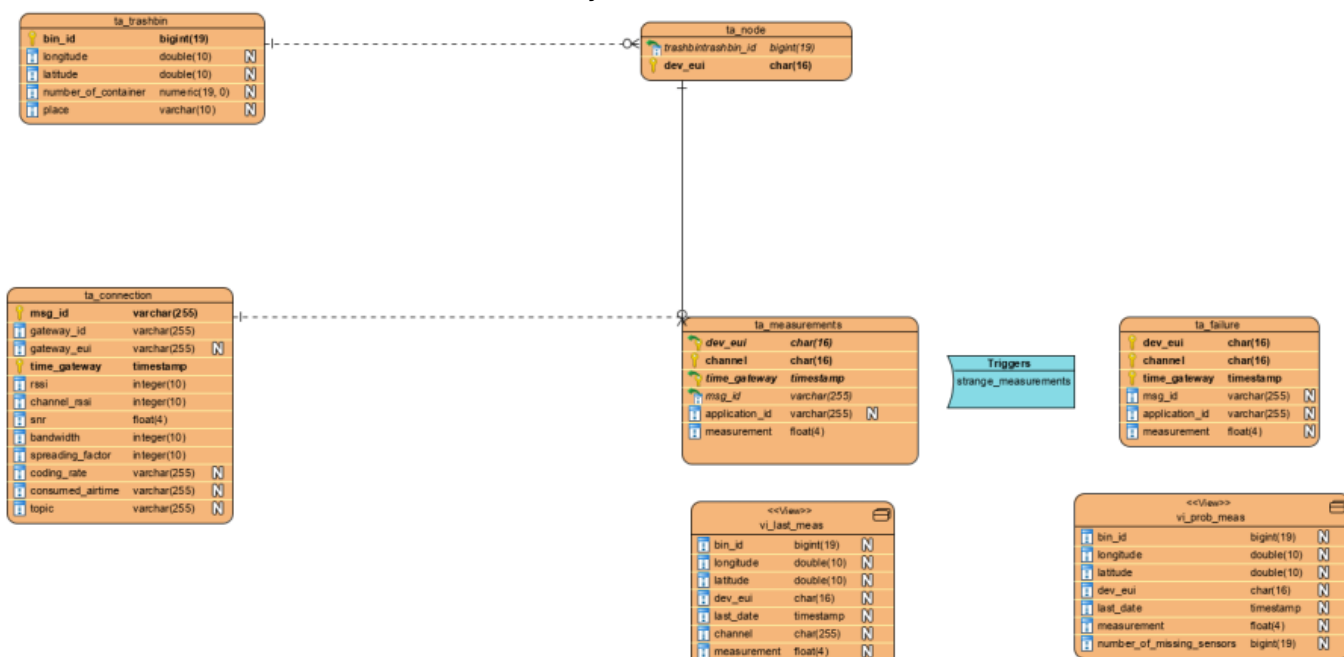 ta_trashbin
bin_id bigint(19)
longitude double(10) N
latitude double(10) N
number_of_container numeric(19, 0) N
place varchar(10) N
ta_node
trashbintrashbin_id bigint(19)
dev_eui char(16)
ta_connection
msg_id varchar(255)
gateway_id varchar(255)
gateway_eui varchar(255) N
time_gateway timestamp
rssi integer(10)
channel_rssi integer(10)
snr float(4)
bandwidth integer(10)
spreading_factor integer(10)
coding_rate varchar(255) N
consumed_airtime varchar(255) N
topic varchar(255) N
ta_measurements
dev_eui char(16)
channel char(16)
time_gateway timestamp
msg_id varchar(255)
application_id varchar(255) N
measurement float(4)
Triggers
strange_measurements
ta_failure
dev_eui char(16)
channel char(16)
time_gateway timestamp
msg_id varchar(255) N
application_id varchar(255) N
measurement float(4) N
<<View>>
vi_last_meas
bin_id bigint(19) N
longitude double(10) N
latitude double(10) N
dev_eui char(16) N
last_date timestamp N
channel char(255) N
measurement float(4) N
<<View>>
vi_prob_meas
bin_id bigint(19) N
longitude double(10) N
latitude double(10) N
dev_eui char(16) N
last_date timestamp N
measurement float(4) N
number_of_missing_sensors bigint(19) N